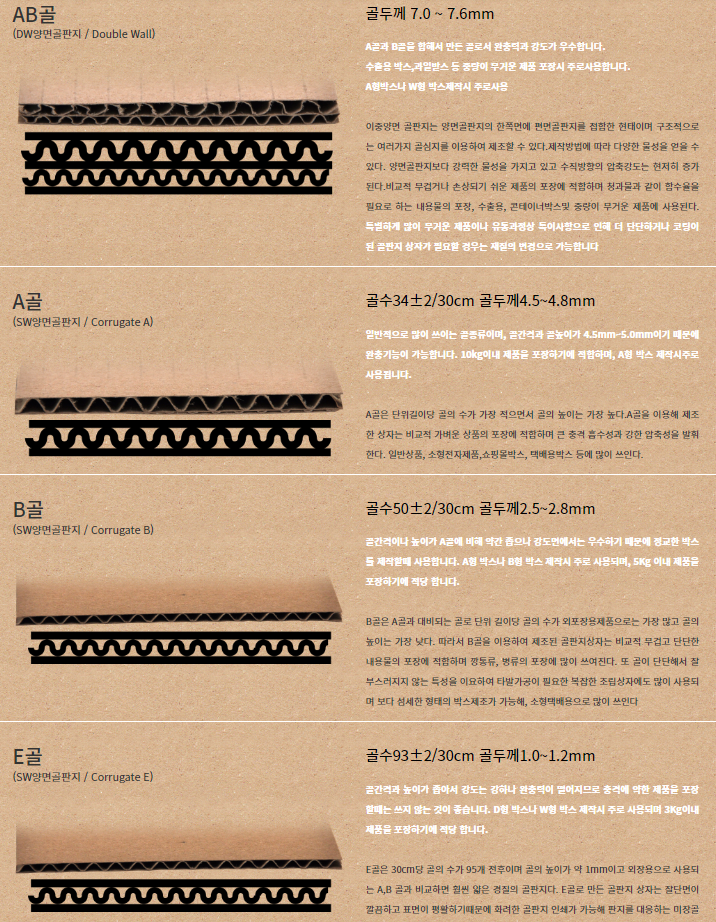 AB골
(DW양면골판지 / Double Wall)
골두께 7.0 ~ 7.6mm
A골과 B골을 합해서 만든 골로서 완충력과 강도가 우수합니다.
수출용 박스,과일박스 등 중량이 무거운 제품 포장시 주로사용합니다.
A형박스나 W형 박스제작시 주로사용
이중양면 골판지는 양면골판지의 한쪽면에 편면골판지를 접합한 현태이며 구조적으로
는 여러가지 골심지를 이용하여 제조할 수 있다.제작방법에 따라 다양한 물성을 얻을 수
있다. 양면골판지보다 강력한 물성을 가지고 있고 수직방향의 압축강도는 현저히 증가
된다.비교적 무겁거나 손상되기 쉬운 제품의 포장에 적합하며 청과물과 같이 함수율을
필요로 하는 내용물의 포장, 수출용, 콘테이너박스및 중량이 무거운 제품에 사용된다.
특별하게 많이 무거운 제품이나 유통과정상 특이사항으로 인해 더 단단하거나 코팅이
된 골판지 상자가 필요할 경우는 재질의 변경으로 가능합니다
A골
(SW양면골판지 / Corrugate A)
골수34±2/30cm 골두께4.5~4.8mm
일반적으로 많이 쓰이는 골종류이며, 골간격과 골높이가 4.5mm~5.0mm이기 때문에
완충기능이 가능합니다. 10kg이내 제품을 포장하기에 적합하며, A형 박스 제작시주로
사용됩니다.
A골은 단위길이당 골의 수가 가장 적으면서 골의 높이는 가장 높다.A골을 이용해 제조
한 상자는 비교적 가벼운 상품의 포장에 적합하며 큰 충격 흡수성과 강한 압축성을 발휘
한다. 일반상품, 소형전자제품,쇼핑몰박스, 택배용박스 등에 많이 쓰인다.
B골
(SW양면골판지 / Corrugate B)
골수50±2/30cm 골두께2.5~2.8mm
골간격이나 높이가 A골에 비해 약간 좁으나 강도면에서는 우수하기 때문에 정교한 박스
를 제작할때 사용합니다. A형 박스나 B형 박스 제작시 주로 사용되며, 5Kg 이내 제품을
포장하기에 적당 합니다.
B골은 A골과 대비되는 골로 단위 길이당 골의 수가 외포장용제품으로는 가장 많고 골의
높이는 가장 낮다. 따라서 B골을 이용하여 제조된 골판지상자는 비교적 무겁고 단단한
내용물의 포장에 적합하며 깡통류, 병류의 포장에 많이 쓰여진다. 또 골이 단단해서 잘
부스러지지 않는 특성을 이요하여 타발가공이 필요한 복잡한 조립상자에도 많이 사용되
며 보다 섬세한 형태의 박스제조가 가능해, 소형택배용으로 많이 쓰인다
E골
(SW양면골판지 / Corrugate E)
골수93±2/30cm 골두께1.0~1.2mm
골간격과 높이가 좁아서 강도는 강하나 완충력이 떨어지므로 충격에 약한 제품을 포장
할때는 쓰지 않는 것이 좋습니다. D형 박스나 W형 박스 제작시 주로 사용되며 3Kg이내
제품을 포장하기에 적당 합니다.
E골은 30cm당 골의 수가 95개 전후이며 골의 높이가 약 1mm이고 외장용으로 사용되
는 A,B 골과 비교하면 훨씬 얇은 경질의 골판지다. E골로 만든 골판지 상자는 잘단면이
깔끔하고 표면이 평활하기때문에 화려한 골판지 인쇄가 가능해 판지를 대응하는 미장골